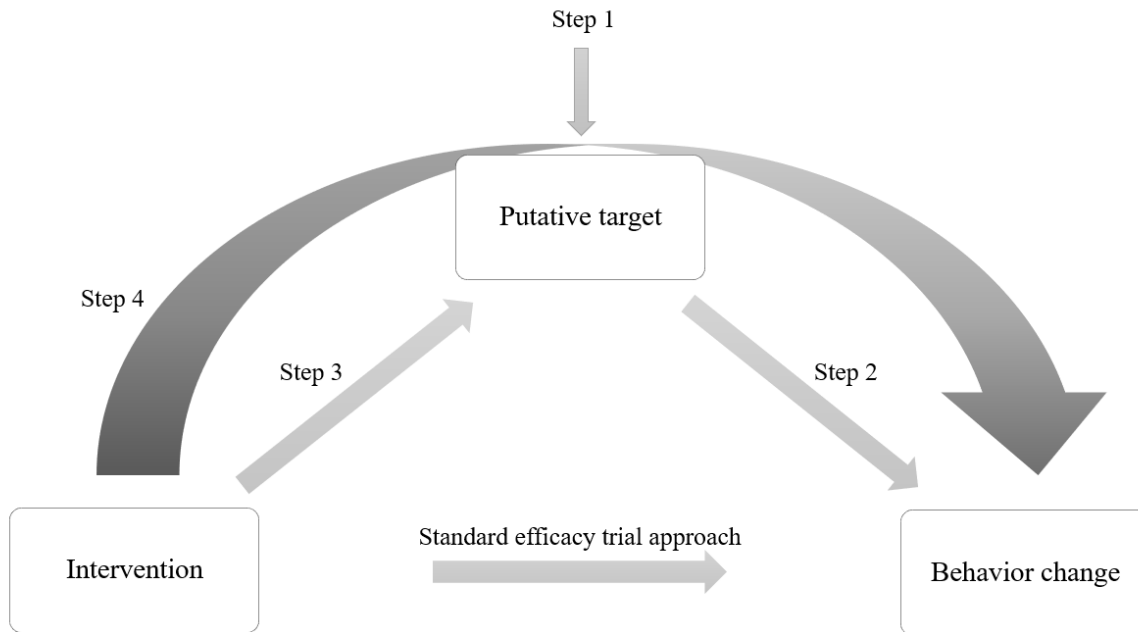 Step 1
Putative target
Step 4
Step 3
Step 2
Standard efficacy trial approach
Intervention
Behavior change